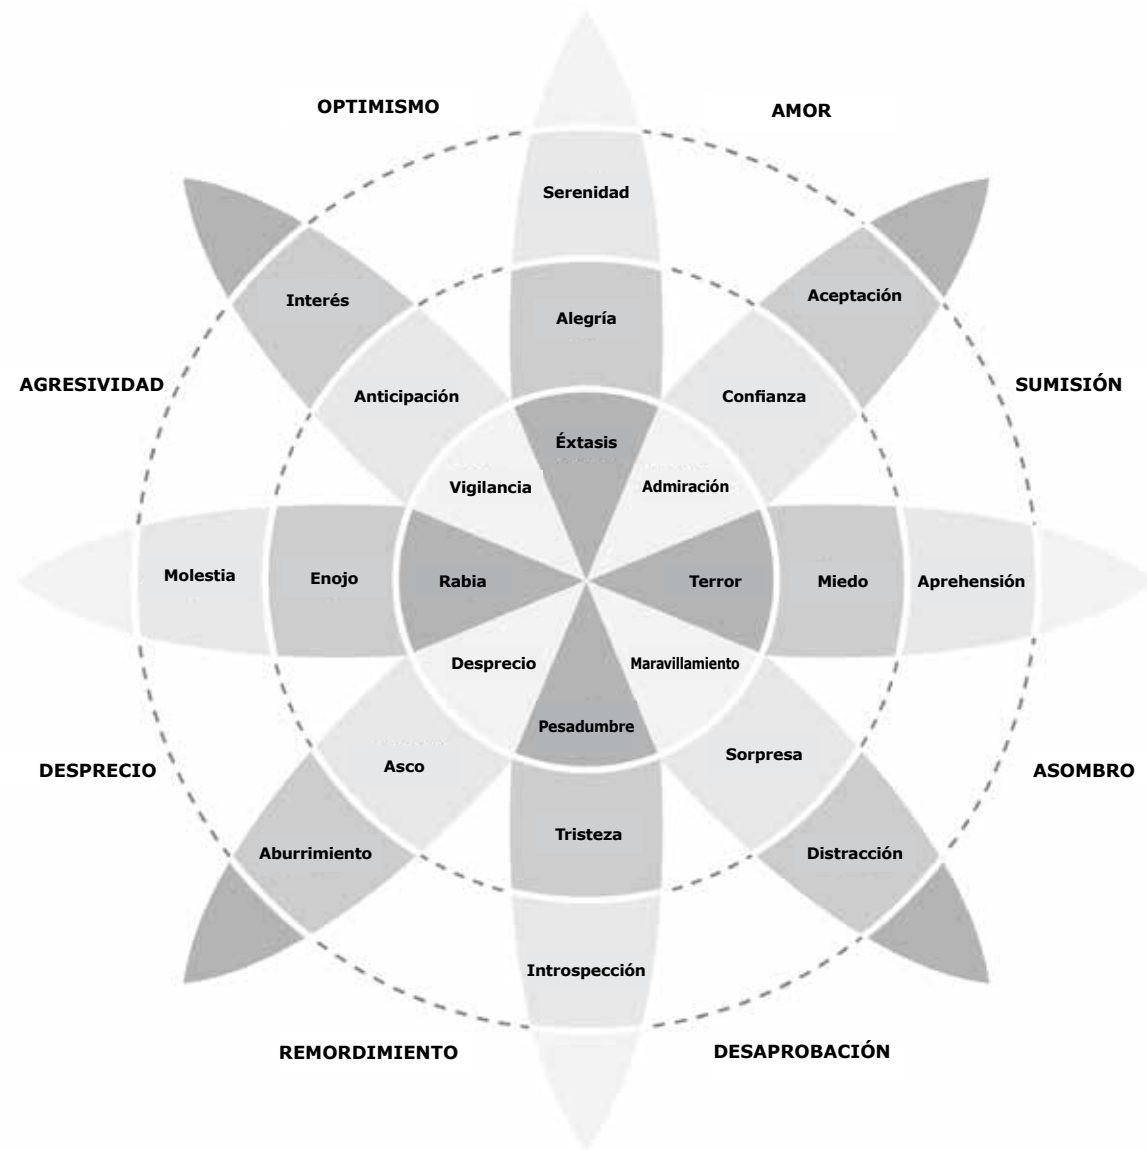 OPTIMISMO
AMOR
Serenidad
Interés
Aceptación
Alegría
AGRESIVIDAD
SUMISIÓN
Anticipación
Confianza
Éxtasis
Vigilancia
Admiración
Molestia
Enojo
Rabia
Terror
Miedo
Aprehensión
Desprecio
Maravillamiento
Pesadumbre
DESPRECIO
Asco
Sorpresa
ASOMBRO
Tristeza
Aburrimiento
Distracción
Introspección
REMORDIMIENTO
DESAPROBACIÓN